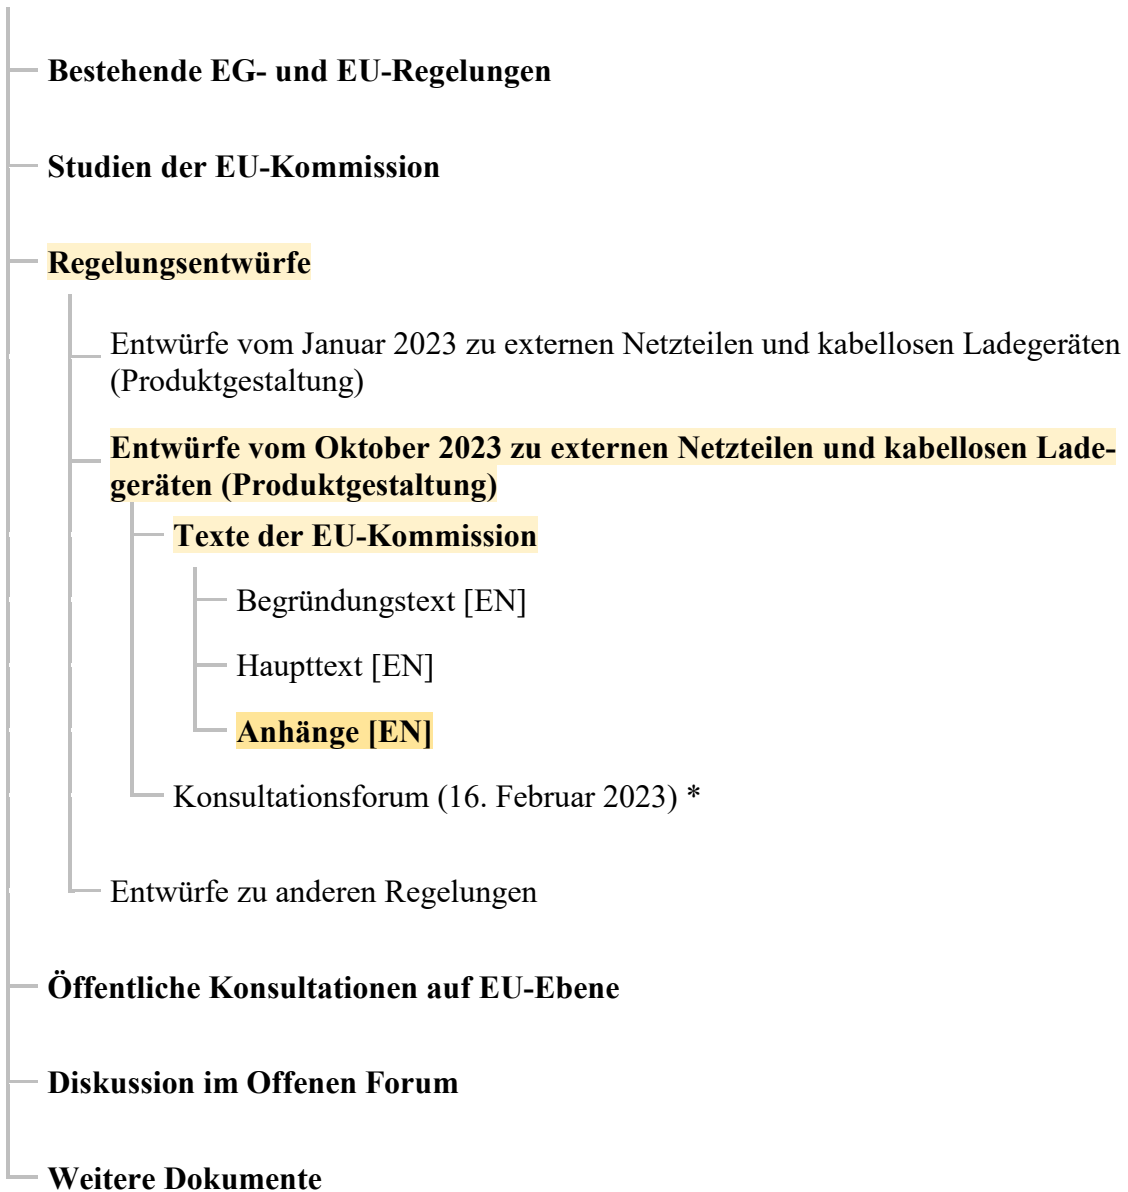 Bestehende EG- und EU-Regelungen
Studien der EU-Kommission
Regelungsentwürfe
Entwürfe vom Januar 2023 zu externen Netzteilen und kabellosen Ladegeräten
(Produktgestaltung)
Entwürfe vom Oktober 2023 zu externen Netzteilen und kabellosen Lade-
geräten (Produktgestaltung)
Texte der EU-Kommission
Begründungstext [EN]
Haupttext [EN]
Anhänge [EN]
Konsultationsforum (16. Februar 2023) *
Entwürfe zu anderen Regelungen
Öffentliche Konsultationen auf EU-Ebene
Diskussion im Offenen Forum
Weitere Dokumente